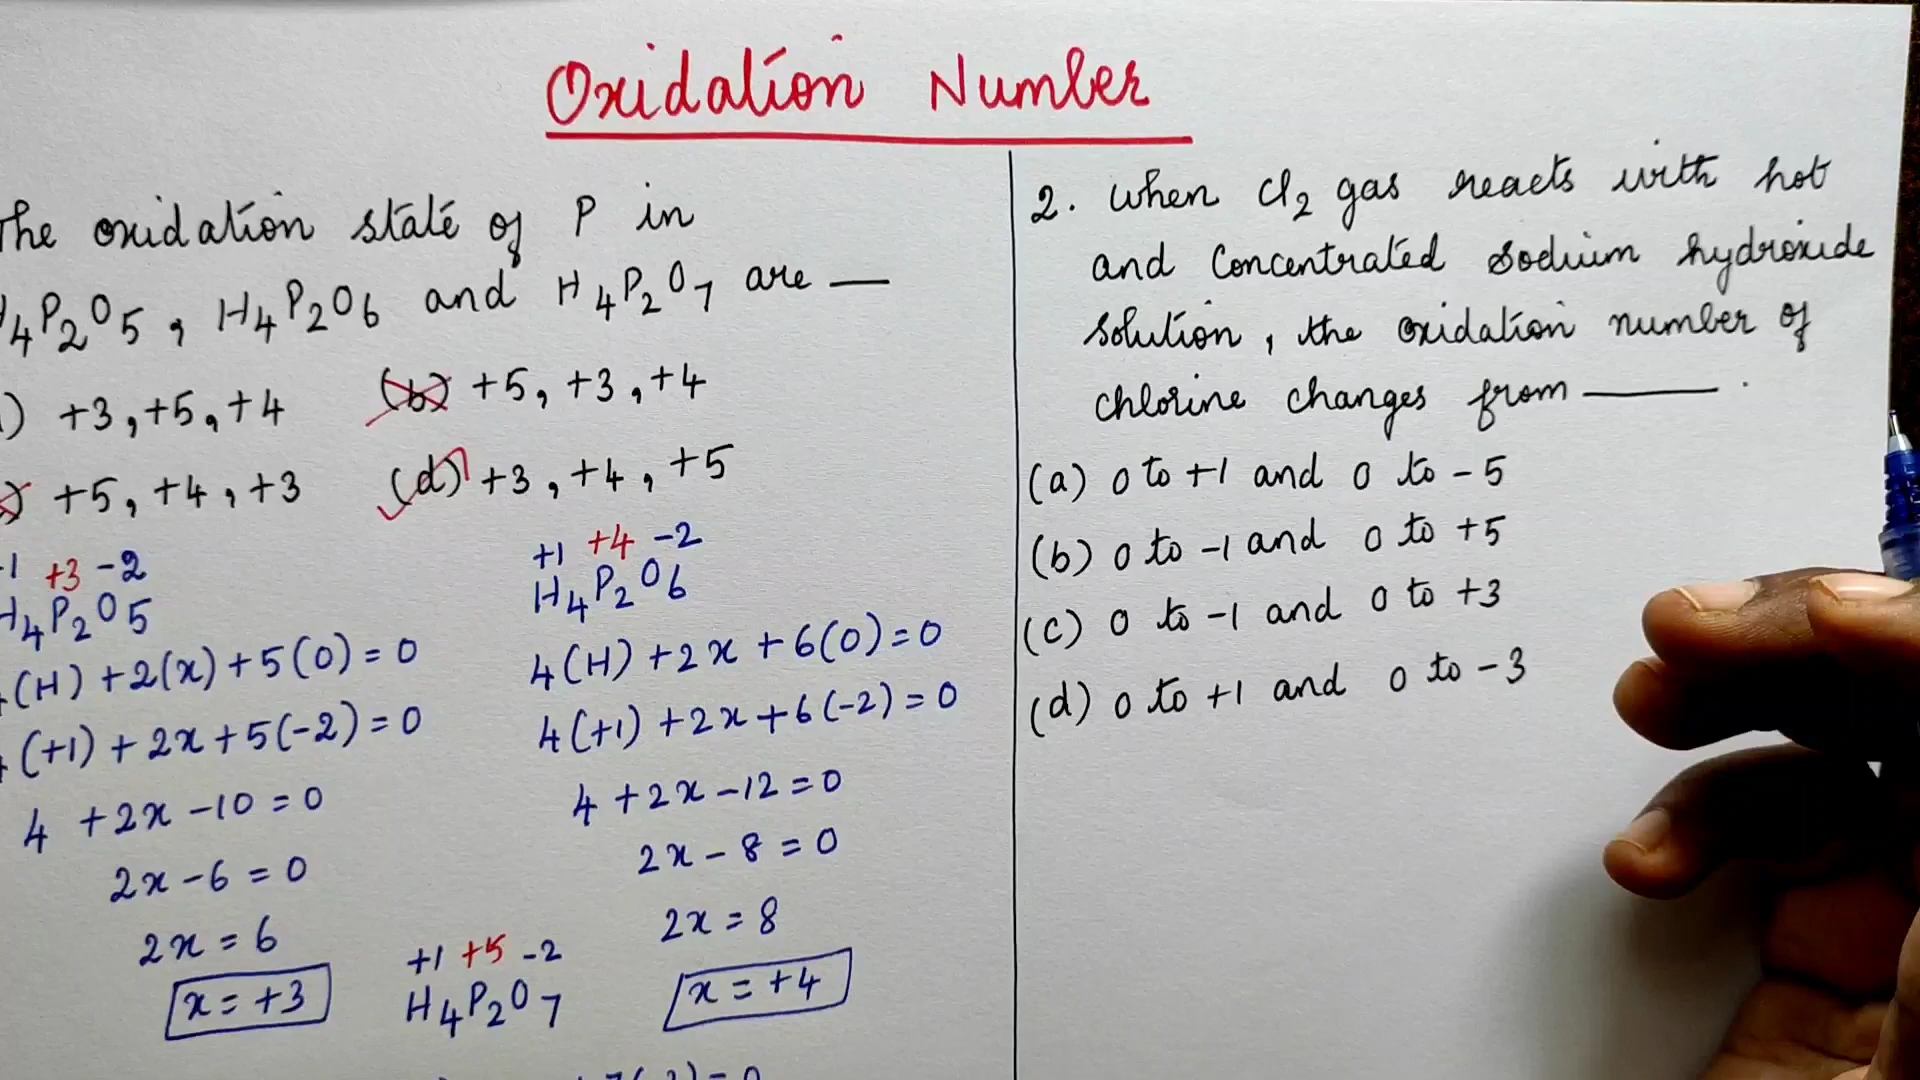 Oxidation Number
The oxidation state of P in
H4P2O5, H4P2O6 and H4P2O7 are —
) +3, +5, +4 (b) +5, +3, +4
) +5, +4, +3 (d) +3, +4, +5
+1 +3 -2
H4P2O5
4(H) + 2(x) + 5(O) = 0
4(+1) + 2x + 5(-2) = 0
4 + 2x - 10 = 0
2x - 6 = 0
2x = 6
x = +3
+1 +4 -2
H4P2O6
4(H) + 2x + 6(O) = 0
4(+1) + 2x + 6(-2) = 0
4 + 2x - 12 = 0
2x - 8 = 0
2x = 8
x = +4
+1 +5 -2
H4P2O7
2. When Cl2 gas reacts with hot
and concentrated sodium hydroxide
solution, the oxidation number of
chlorine changes from ———.
(a) 0 to +1 and 0 to -5
(b) 0 to -1 and 0 to +5
(c) 0 to -1 and 0 to +3
(d) 0 to +1 and 0 to -3